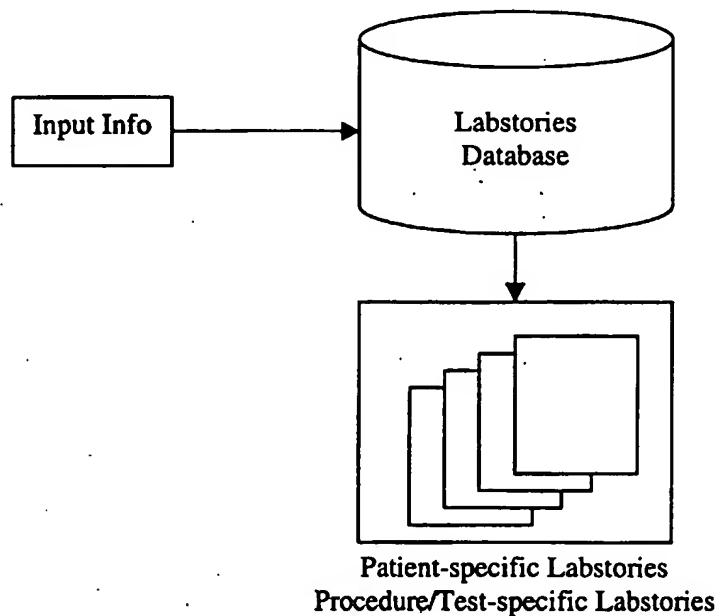 Input Info
Labstories
Database
Patient-specific Labstories
Procedure/Test-specific Labstories